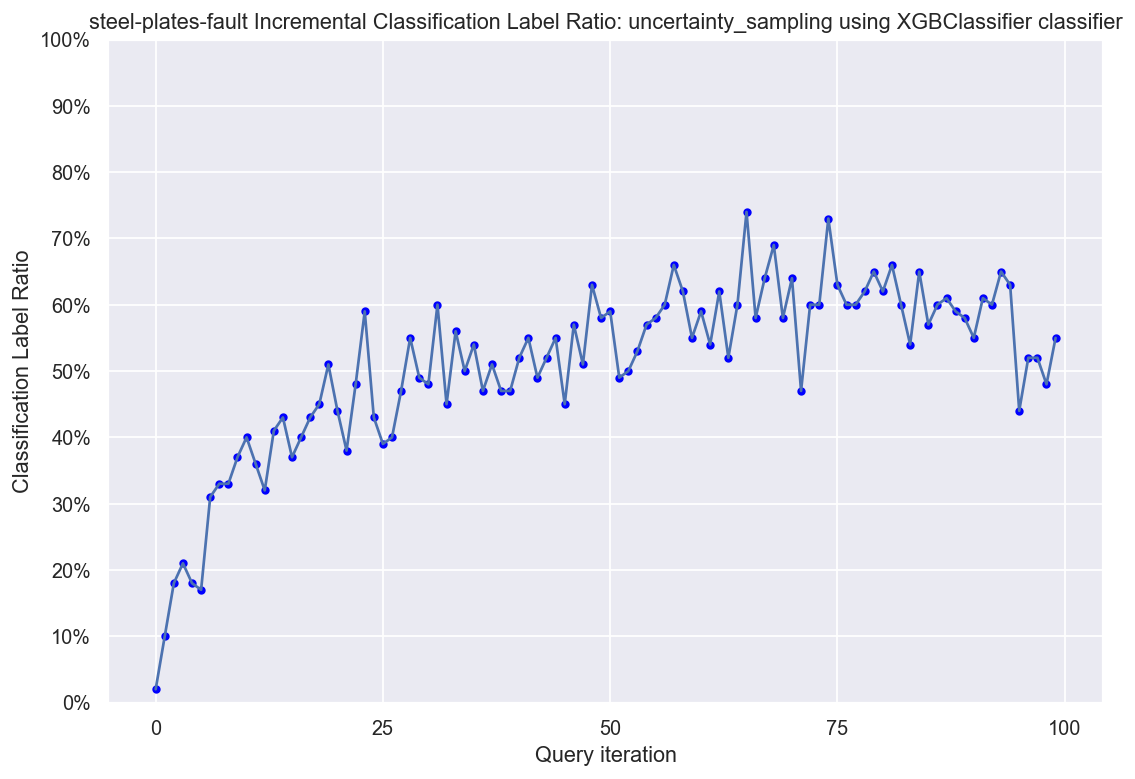 steel-plates-fault Incremental Classification Label Ratio: uncertainty_sampling using XGBClassifier classifier
100%
90%
80%
70%
60%
50%
40%
30%
20%
10%
0%
Classification Label Ratio
0 25 50 75 100
Query iteration